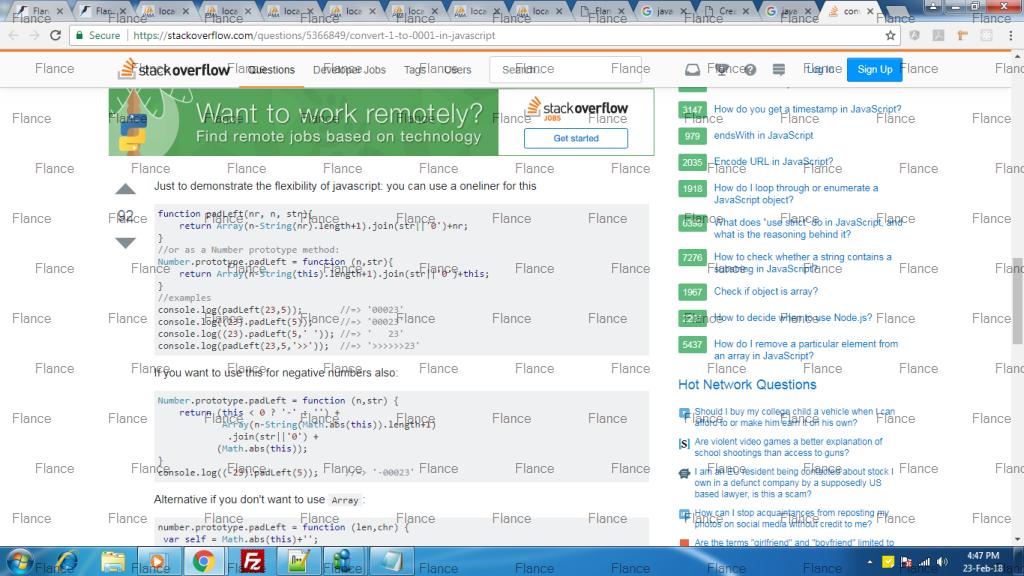 Flan
Flan
loca
loca
loca
loca
loca
loca
loca
Flan
java
Crea
java
con
Secure https://stackoverflow.com/questions/5366849/convert-1-to-0001-in-javascript
stackoverflow Questions Developer Jobs Tags Users Search Log In Sign Up
Want to work remotely?
Find remote jobs based on technology
stackoverflow
JOBS
Get started
Just to demonstrate the flexibility of javascript: you can use a oneliner for this
92
function padLeft(nr, n, str){
return Array(n-String(nr).length+1).join(str||'0')+nr;
}
//or as a Number prototype method:
Number.prototype.padLeft = function (n,str){
return Array(n-String(this).length+1).join(str||'0')+this;
}
//examples
console.log(padLeft(23,5)); //=> '00023'
console.log((23).padLeft(5)); //=> '00023'
console.log((23).padLeft(5,' ')); //=> '   23'
console.log(padLeft(23,5,'>>')); //=> '>>>>>>23'
If you want to use this for negative numbers also:
Number.prototype.padLeft = function (n,str) {
return (this < 0 ? '-' : '') +
Array(n-String(Math.abs(this)).length+1)
.join(str||'0') +
(Math.abs(this));
}
console.log((-23).padLeft(5)); //=> '-00023'
Alternative if you don't want to use Array :
number.prototype.padLeft = function (len,chr) {
var self = Math.abs(this)+'';
3147 How do you get a timestamp in JavaScript?
979 endsWith in JavaScript
2035 Encode URL in JavaScript?
1918 How do I loop through or enumerate a
JavaScript object?
6398 What does "use strict" do in JavaScript, and
what is the reasoning behind it?
7276 How to check whether a string contains a
substring in JavaScript?
1967 Check if object is array?
How to decide when to use Node.js?
5437 How do I remove a particular element from
an array in JavaScript?
Hot Network Questions
Should I buy my college child a vehicle when I can
afford to or make him earn it on his own?
Are violent video games a better explanation of
school shootings than access to guns?
I am an EU resident being contacted about stock I
own in a defunct company by a supposedly US
based lawyer, is this a scam?
How can I stop acquaintances from reposting my
photos on social media without credit to me?
Are the terms "girlfriend" and "boyfriend" limited to
4:47 PM
23-Feb-18
Flance Flance Flance Flance Flance Flance Flance Flance Flance Flance Flance